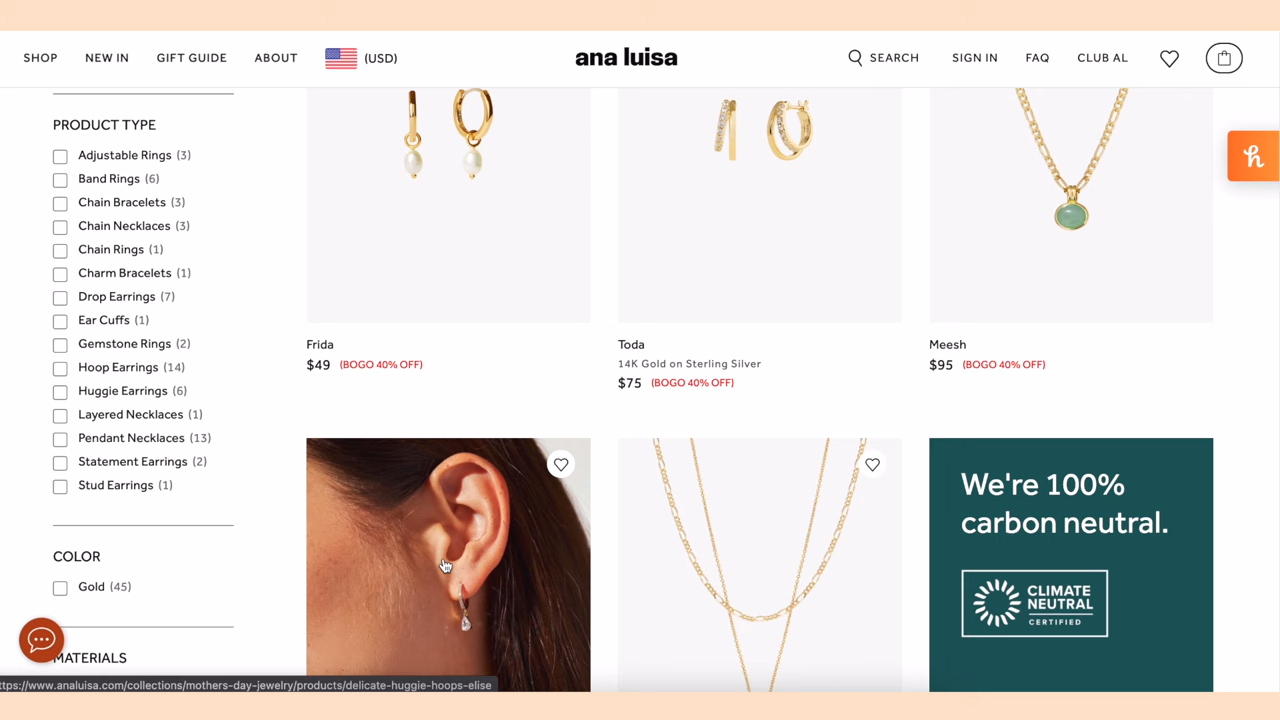 SHOP NEW IN GIFT GUIDE ABOUT (USD) ana luisa SEARCH SIGN IN FAQ CLUB AL
PRODUCT TYPE
Adjustable Rings (3)
Band Rings (6)
Chain Bracelets (3)
Chain Necklaces (3)
Chain Rings (1)
Charm Bracelets (1)
Drop Earrings (7)
Ear Cuffs (1)
Gemstone Rings (2)
Hoop Earrings (14)
Huggie Earrings (6)
Layered Necklaces (1)
Pendant Necklaces (13)
Statement Earrings (2)
Stud Earrings (1)
COLOR
Gold (45)
MATERIALS
Frida
$49 (BOGO 40% OFF)
Toda
14K Gold on Sterling Silver
$75 (BOGO 40% OFF)
Meesh
$95 (BOGO 40% OFF)
We're 100%
carbon neutral.
CLIMATE
NEUTRAL
CERTIFIED
h
ttps://www.analuisa.com/collections/mothers-day-jewelry/products/delicate-huggie-hoops-elise